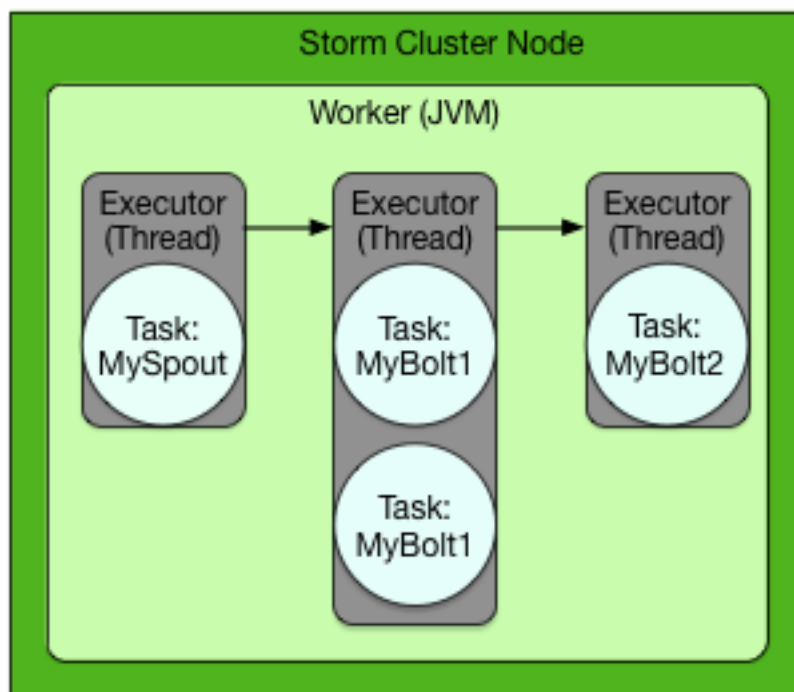 Storm Cluster Node
Worker (JVM)
Executor
(Thread)
Task:
MySpout
Executor
(Thread)
Task:
MyBolt1
Task:
MyBolt1
Executor
(Thread)
Task:
MyBolt2